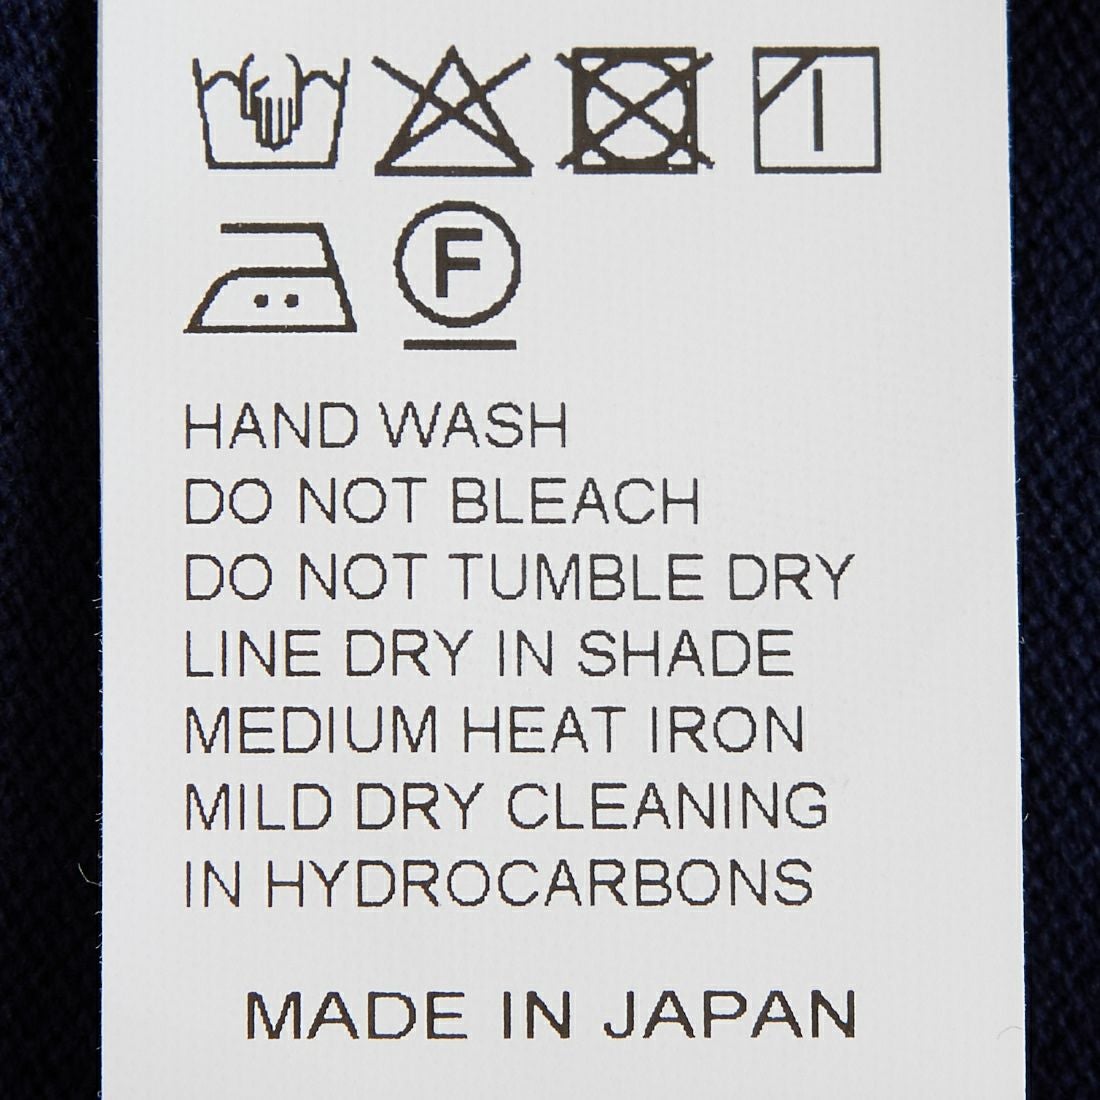 F
HAND WASH
DO NOT BLEACH
DO NOT TUMBLE DRY
LINE DRY IN SHADE
MEDIUM HEAT IRON
MILD DRY CLEANING
IN HYDROCARBONS
MADE IN JAPAN